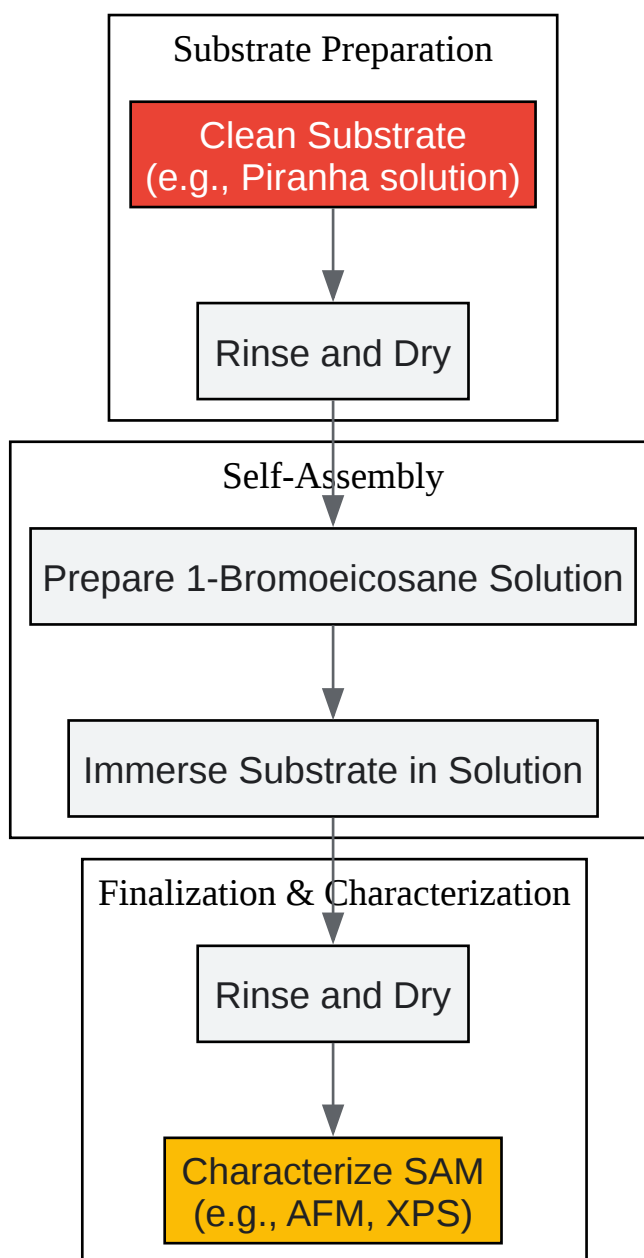 Substrate Preparation
Clean Substrate
(e.g., Piranha solution)
Rinse and Dry
Self-Assembly
Prepare 1-Bromoeicosane Solution
Immerse Substrate in Solution
Finalization & Characterization
Rinse and Dry
Characterize SAM
(e.g., AFM, XPS)